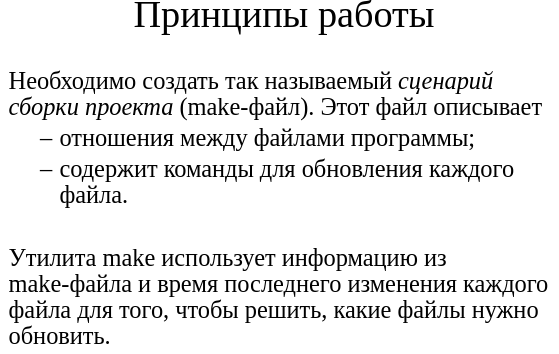 Принципы работы
Необходимо создать так называемый сценарий
сборки проекта (make-файл). Этот файл описывает
– отношения между файлами программы;
– содержит команды для обновления каждого
файла.
Утилита make использует информацию из
make-файла и время последнего изменения каждого
файла для того, чтобы решить, какие файлы нужно
обновить.